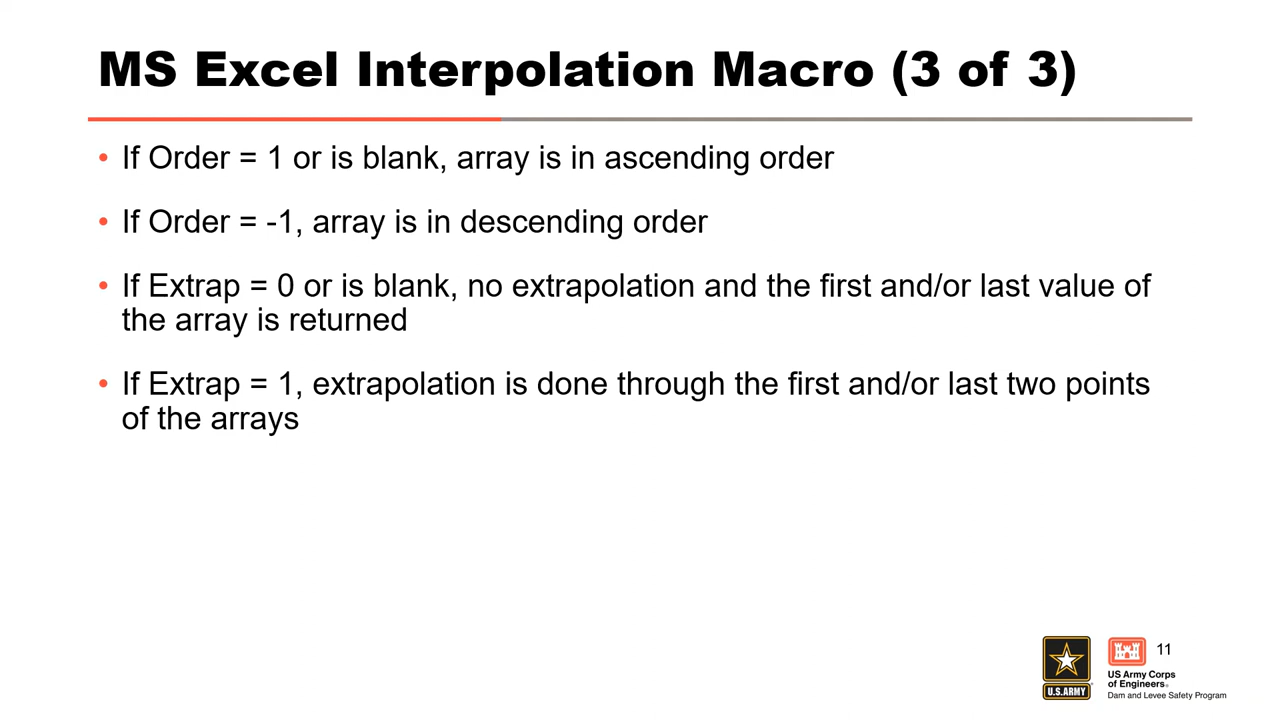 MS Excel Interpolation Macro (3 of 3)
• If Order = 1 or is blank, array is in ascending order
• If Order = -1, array is in descending order
• If Extrap = 0 or is blank, no extrapolation and the first and/or last value of
the array is returned
• If Extrap = 1, extrapolation is done through the first and/or last two points
of the arrays
U.S.ARMY
11
US Army Corps
of Engineers®
Dam and Levee Safety Program